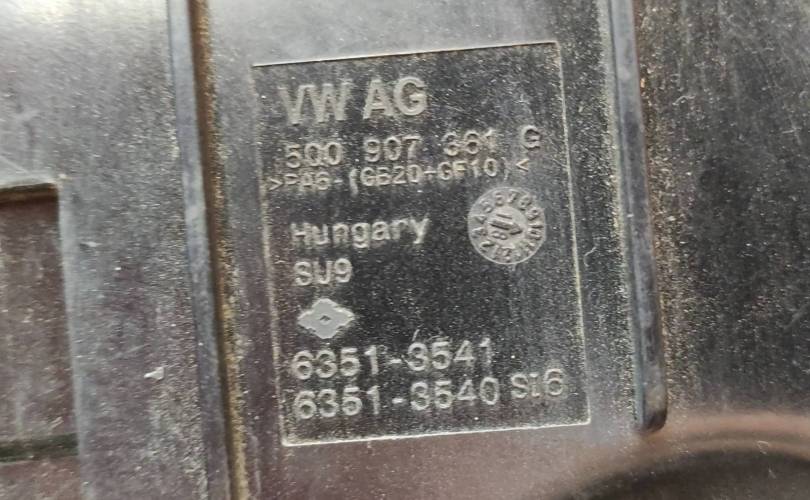 VW AG
5Q0 907 361 G
>PA6-(GB20+GF10)<
Hungary
SU9
6351-3541
6351-3540 SI6